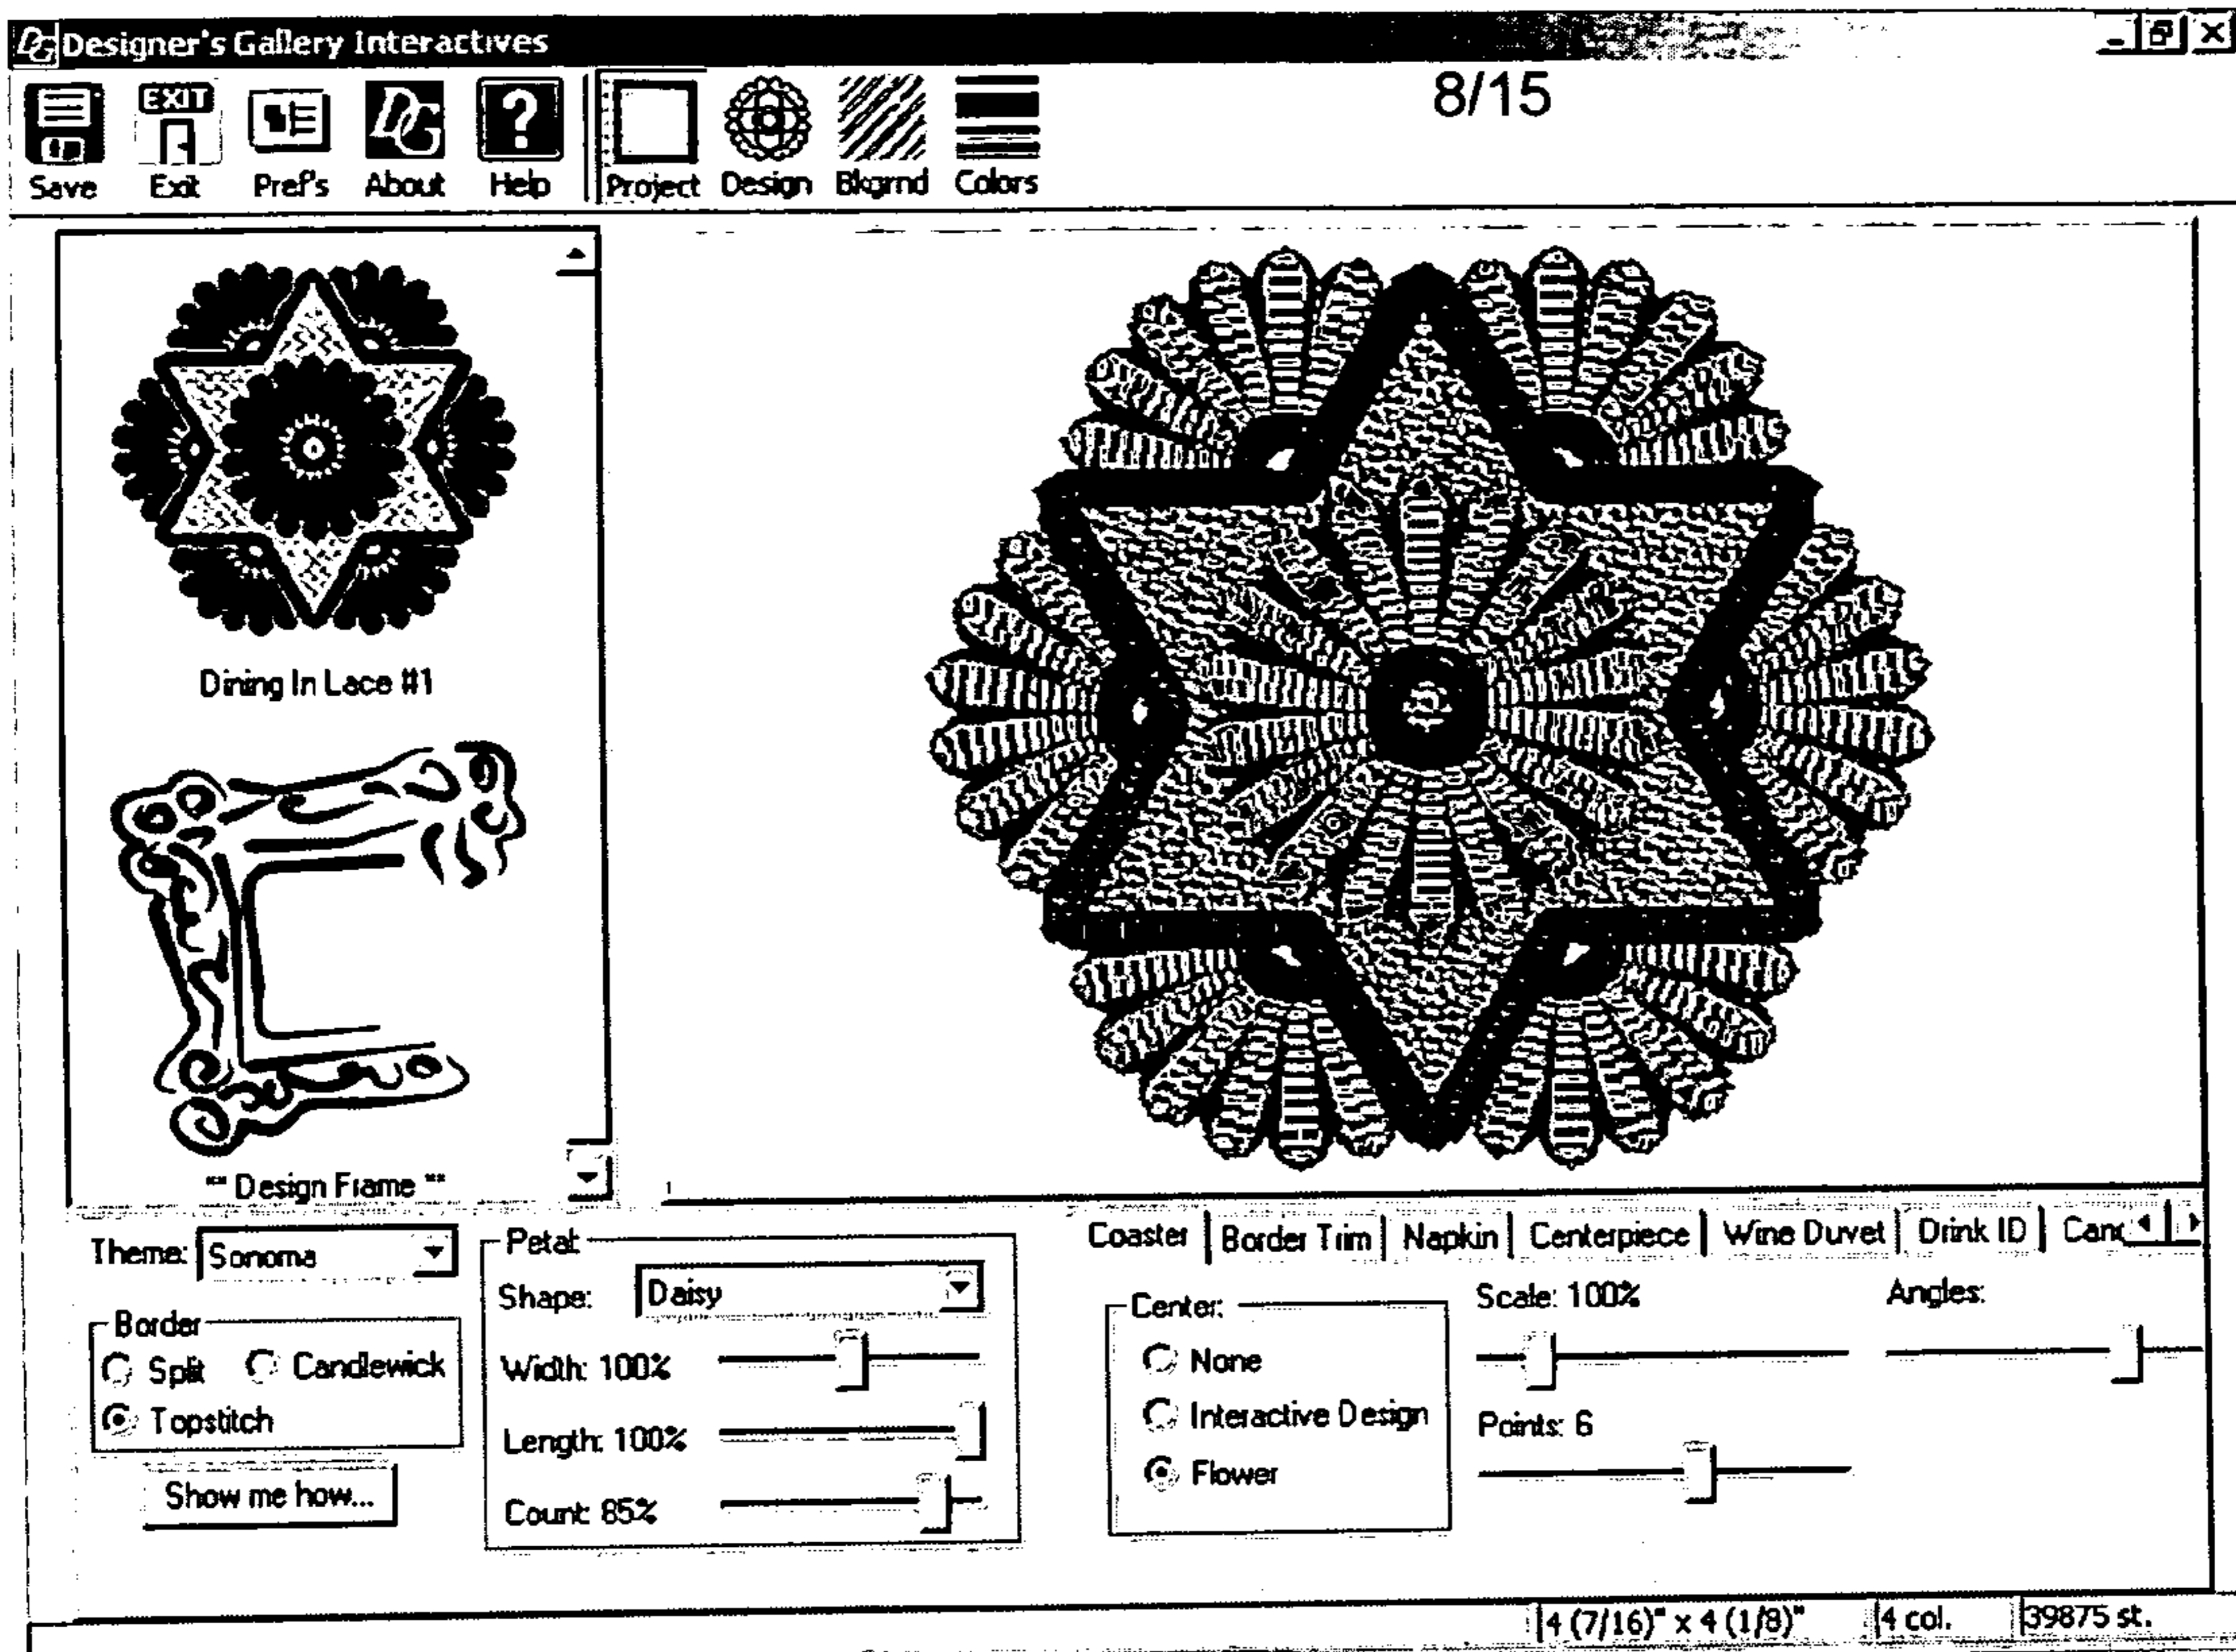 DG Designer's Gallery Interactives
8/15
EXIT
DG
?
Save Exit Pref's About Help Project Design Bkgrnd Colors
Dining In Lace #1
** Design Frame **
Theme: Sonoma
Border
Split Candlewick
Topstitch
Show me how...
Petal:
Shape: Daisy
Width: 100%
Length: 100%
Count: 85%
Coaster Border Trim Napkin Centerpiece Wine Duvet Drink ID Canc
Center:
None
Interactive Design
Flower
Scale: 100%
Angles:
Points: 6
4 (7/16)" x 4 (1/8)" 4 col. 39875 st.